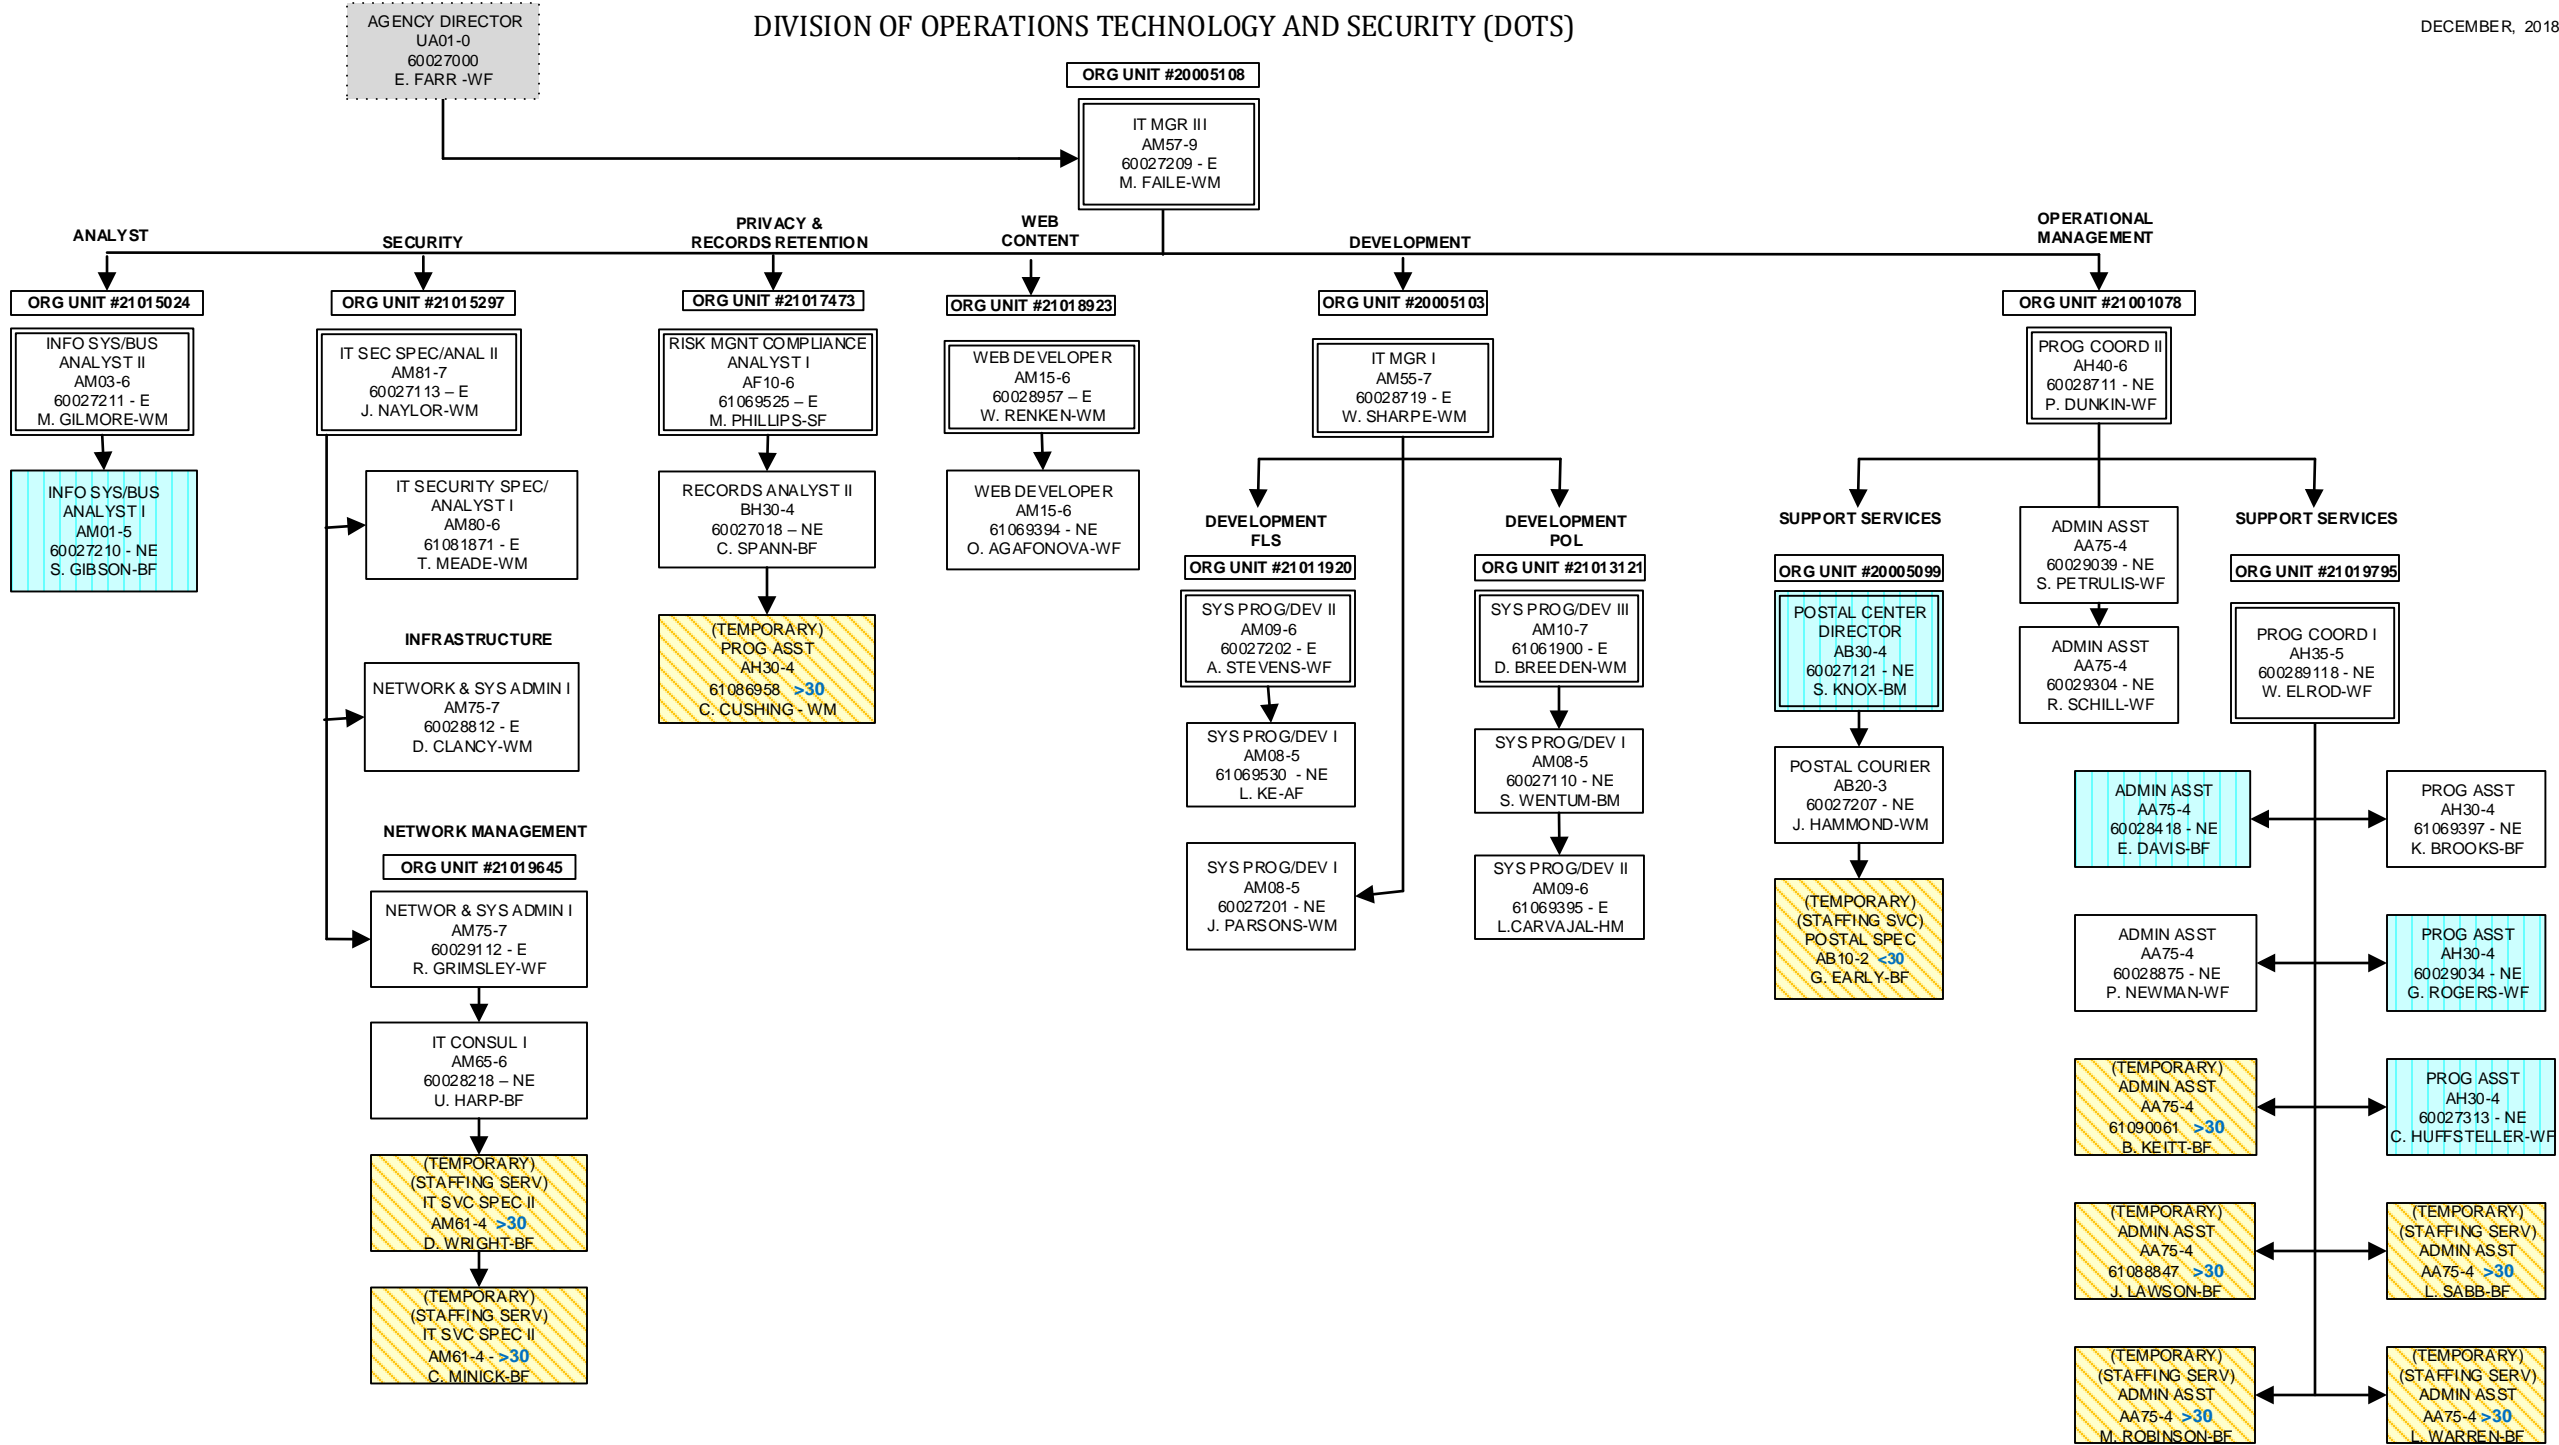 AGENCY DIRECTOR
UA01-0
60027000
E. FARR -WF
DIVISION OF OPERATIONS TECHNOLOGY AND SECURITY (DOTS)
DECEMBER, 2018
ORG UNIT #20005108
IT MGR III
AM57-9
60027209 - E
M. FAILE-WM
ANALYST
ORG UNIT #21015024
INFO SYS/BUS
ANALYST II
AM03-6
60027211 - E
M. GILMORE-WM
INFO SYS/BUS
ANALYST I
AM01-5
60027210 - NE
S. GIBSON-BF
SECURITY
ORG UNIT #21015297
IT SEC SPEC/ANAL II
AM81-7
60027113 – E
J. NAYLOR-WM
IT SECURITY SPEC/
ANALYST I
AM80-6
61081871 - E
T. MEADE-WM
INFRASTRUCTURE
NETWORK & SYS ADMIN I
AM75-7
60028812 - E
D. CLANCY-WM
NETWORK MANAGEMENT
ORG UNIT #21019645
NETWOR & SYS ADMIN I
AM75-7
60029112 - E
R. GRIMSLEY-WF
IT CONSUL I
AM65-6
60028218 – NE
U. HARP-BF
(TEMPORARY)
(STAFFING SERV)
IT SVC SPEC II
AM61-4 >30
D. WRIGHT-BF
(TEMPORARY)
(STAFFING SERV)
IT SVC SPEC II
AM61-4 - >30
C. MINICK-BF
PRIVACY &
RECORDS RETENTION
ORG UNIT #21017473
RISK MGNT COMPLIANCE
ANALYST I
AF10-6
61069525 – E
M. PHILLIPS-SF
RECORDS ANALYST II
BH30-4
60027018 – NE
C. SPANN-BF
(TEMPORARY)
PROG ASST
AH30-4
61086958 >30
C. CUSHING - WM
WEB
CONTENT
ORG UNIT #21018923
WEB DEVELOPER
AM15-6
60028957 – E
W. RENKEN-WM
WEB DEVELOPER
AM15-6
61069394 - NE
O. AGAFONOVA-WF
DEVELOPMENT
ORG UNIT #20005103
IT MGR I
AM55-7
60028719 - E
W. SHARPE-WM
DEVELOPMENT
FLS
ORG UNIT #21011920
SYS PROG/DEV II
AM09-6
60027202 - E
A. STEVENS-WF
SYS PROG/DEV I
AM08-5
61069530 - NE
L. KE-AF
SYS PROG/DEV I
AM08-5
60027201 - NE
J. PARSONS-WM
DEVELOPMENT
POL
ORG UNIT #21013121
SYS PROG/DEV III
AM10-7
61061900 - E
D. BREEDEN-WM
SYS PROG/DEV I
AM08-5
60027110 - NE
S. WENTUM-BM
SYS PROG/DEV II
AM09-6
61069395 - E
L.CARVAJAL-HM
OPERATIONAL
MANAGEMENT
ORG UNIT #21001078
PROG COORD II
AH40-6
60028711 - NE
P. DUNKIN-WF
SUPPORT SERVICES
ORG UNIT #20005099
POSTAL CENTER
DIRECTOR
AB30-4
60027121 - NE
S. KNOX-BM
POSTAL COURIER
AB20-3
60027207 - NE
J. HAMMOND-WM
(TEMPORARY)
(STAFFING SVC)
POSTAL SPEC
AB10-2 <30
G. EARLY-BF
ADMIN ASST
AA75-4
60029039 - NE
S. PETRULIS-WF
ADMIN ASST
AA75-4
60029304 - NE
R. SCHILL-WF
SUPPORT SERVICES
ORG UNIT #21019795
PROG COORD I
AH35-5
600289118 - NE
W. ELROD-WF
ADMIN ASST
AA75-4
60028418 - NE
E. DAVIS-BF
PROG ASST
AH30-4
61069397 - NE
K. BROOKS-BF
ADMIN ASST
AA75-4
60028875 - NE
P. NEWMAN-WF
PROG ASST
AH30-4
60029034 - NE
G. ROGERS-WF
(TEMPORARY)
ADMIN ASST
AA75-4
61090061 >30
B. KEITT-BF
PROG ASST
AH30-4
60027313 - NE
C. HUFFSTELLER-WF
(TEMPORARY)
ADMIN ASST
AA75-4
61088847 >30
J. LAWSON-BF
(TEMPORARY)
(STAFFING SERV)
ADMIN ASST
AA75-4 >30
L. SABB-BF
(TEMPORARY)
(STAFFING SERV)
ADMIN ASST
AA75-4 >30
M. ROBINSON-BF
(TEMPORARY)
(STAFFING SERV)
ADMIN ASST
AA75-4 >30
L. WARREN-BF